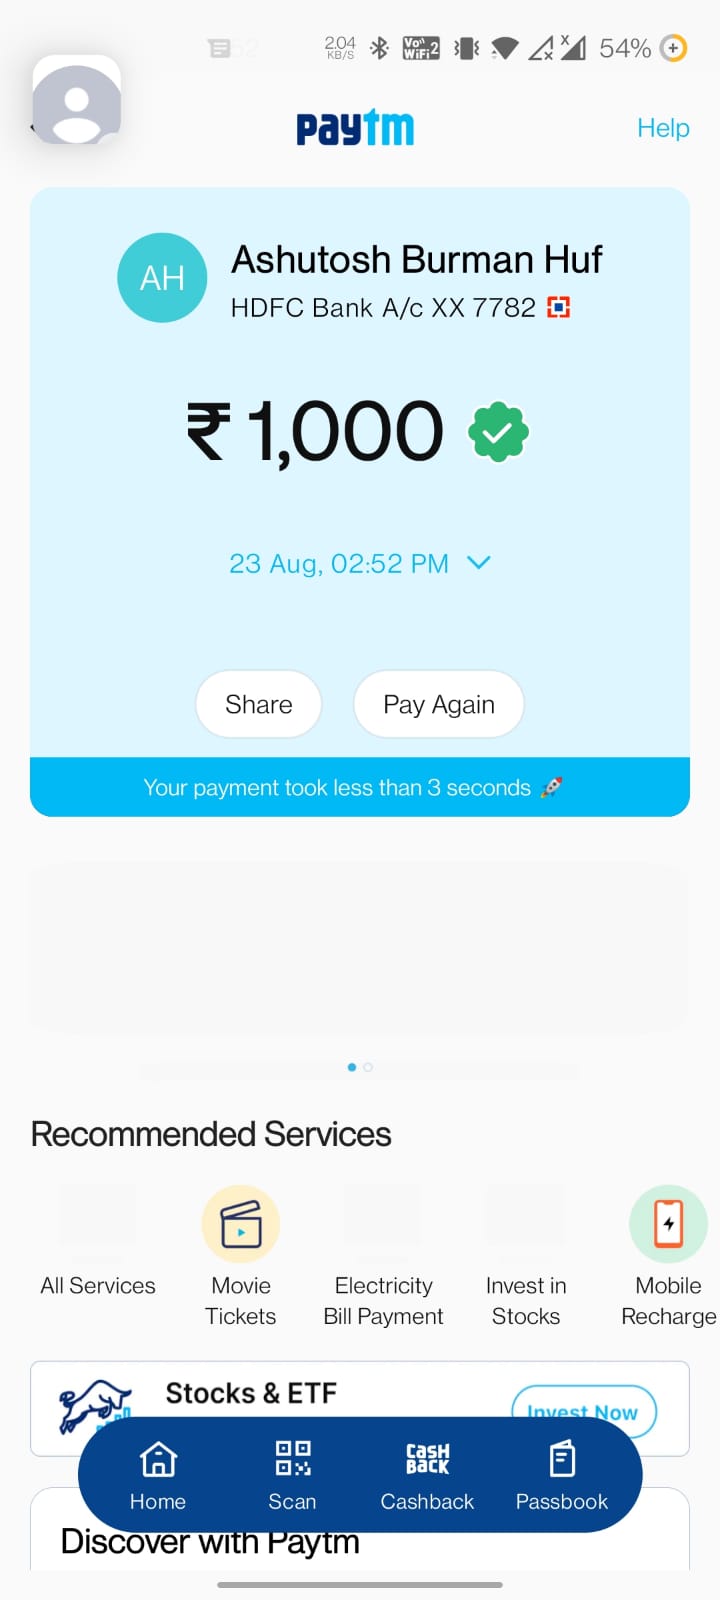 2.04
KB/S
Vo))
WiFi 2
54%
paytm
Help
AH
Ashutosh Burman Huf
HDFC Bank A/c XX 7782
₹1,000
23 Aug, 02:52 PM
Share
Pay Again
Your payment took less than 3 seconds 🚀
Recommended Services
All Services
Movie
Tickets
Electricity
Bill Payment
Invest in
Stocks
Mobile
Recharge
Stocks & ETF
Invest Now
Home
Scan
CASH
BACK
Cashback
Passbook
Discover with Paytm